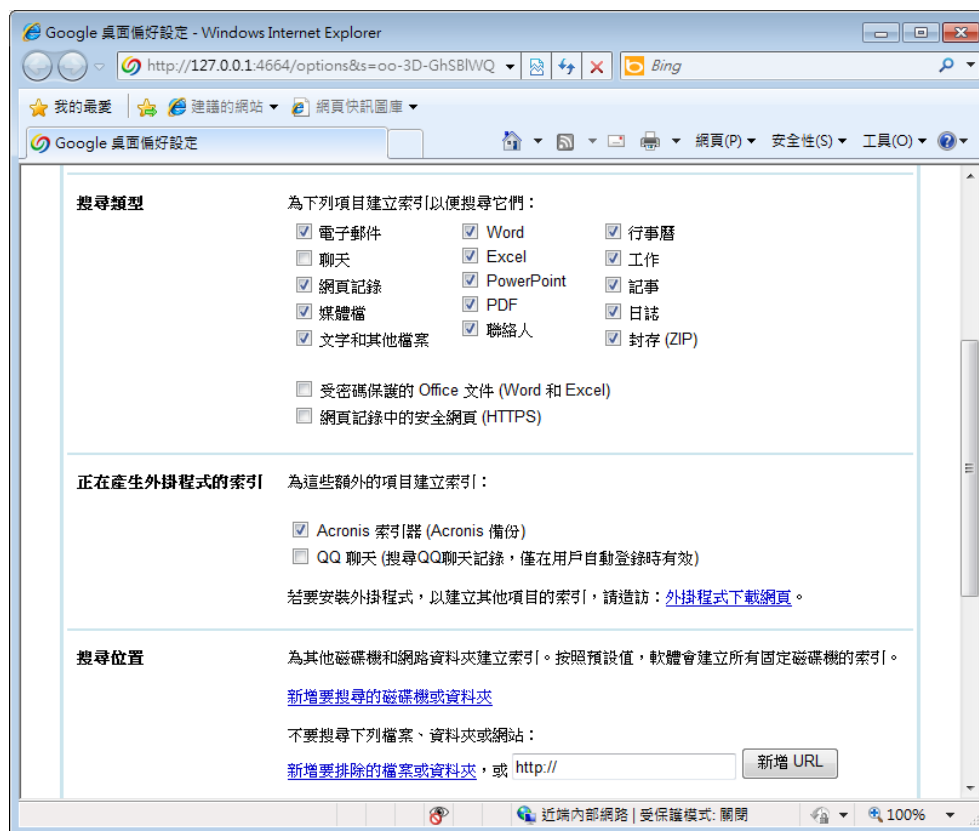 Google 桌面偏好設定 - Windows Internet Explorer
http://127.0.0.1:4664/options&s=oo-3D-GhSBlWQ
Bing
我的最愛 建議的網站 網頁快訊圖庫
Google 桌面偏好設定 網頁(P) 安全性(S) 工具(O)
搜尋類型 為下列項目建立索引以便搜尋它們：
電子郵件 Word 行事曆
聊天 Excel 工作
網頁記錄 PowerPoint 記事
媒體檔 PDF 日誌
文字和其他檔案 聯絡人 封存 (ZIP)
受密碼保護的 Office 文件 (Word 和 Excel)
網頁記錄中的安全網頁 (HTTPS)
正在產生外掛程式的索引 為這些額外的項目建立索引：
Acronis 索引器 (Acronis 備份)
QQ 聊天 (搜尋QQ聊天記錄，僅在用戶自動登錄時有效)
若要安裝外掛程式，以建立其他項目的索引，請造訪：外掛程式下載網頁。
搜尋位置 為其他磁碟機和網路資料夾建立索引。按照預設值，軟體會建立所有固定磁碟機的索引。
新增要搜尋的磁碟機或資料夾
不要搜尋下列檔案、資料夾或網站：
新增要排除的檔案或資料夾，或 http:// 新增 URL
近端內部網路 | 受保護模式: 關閉 100%